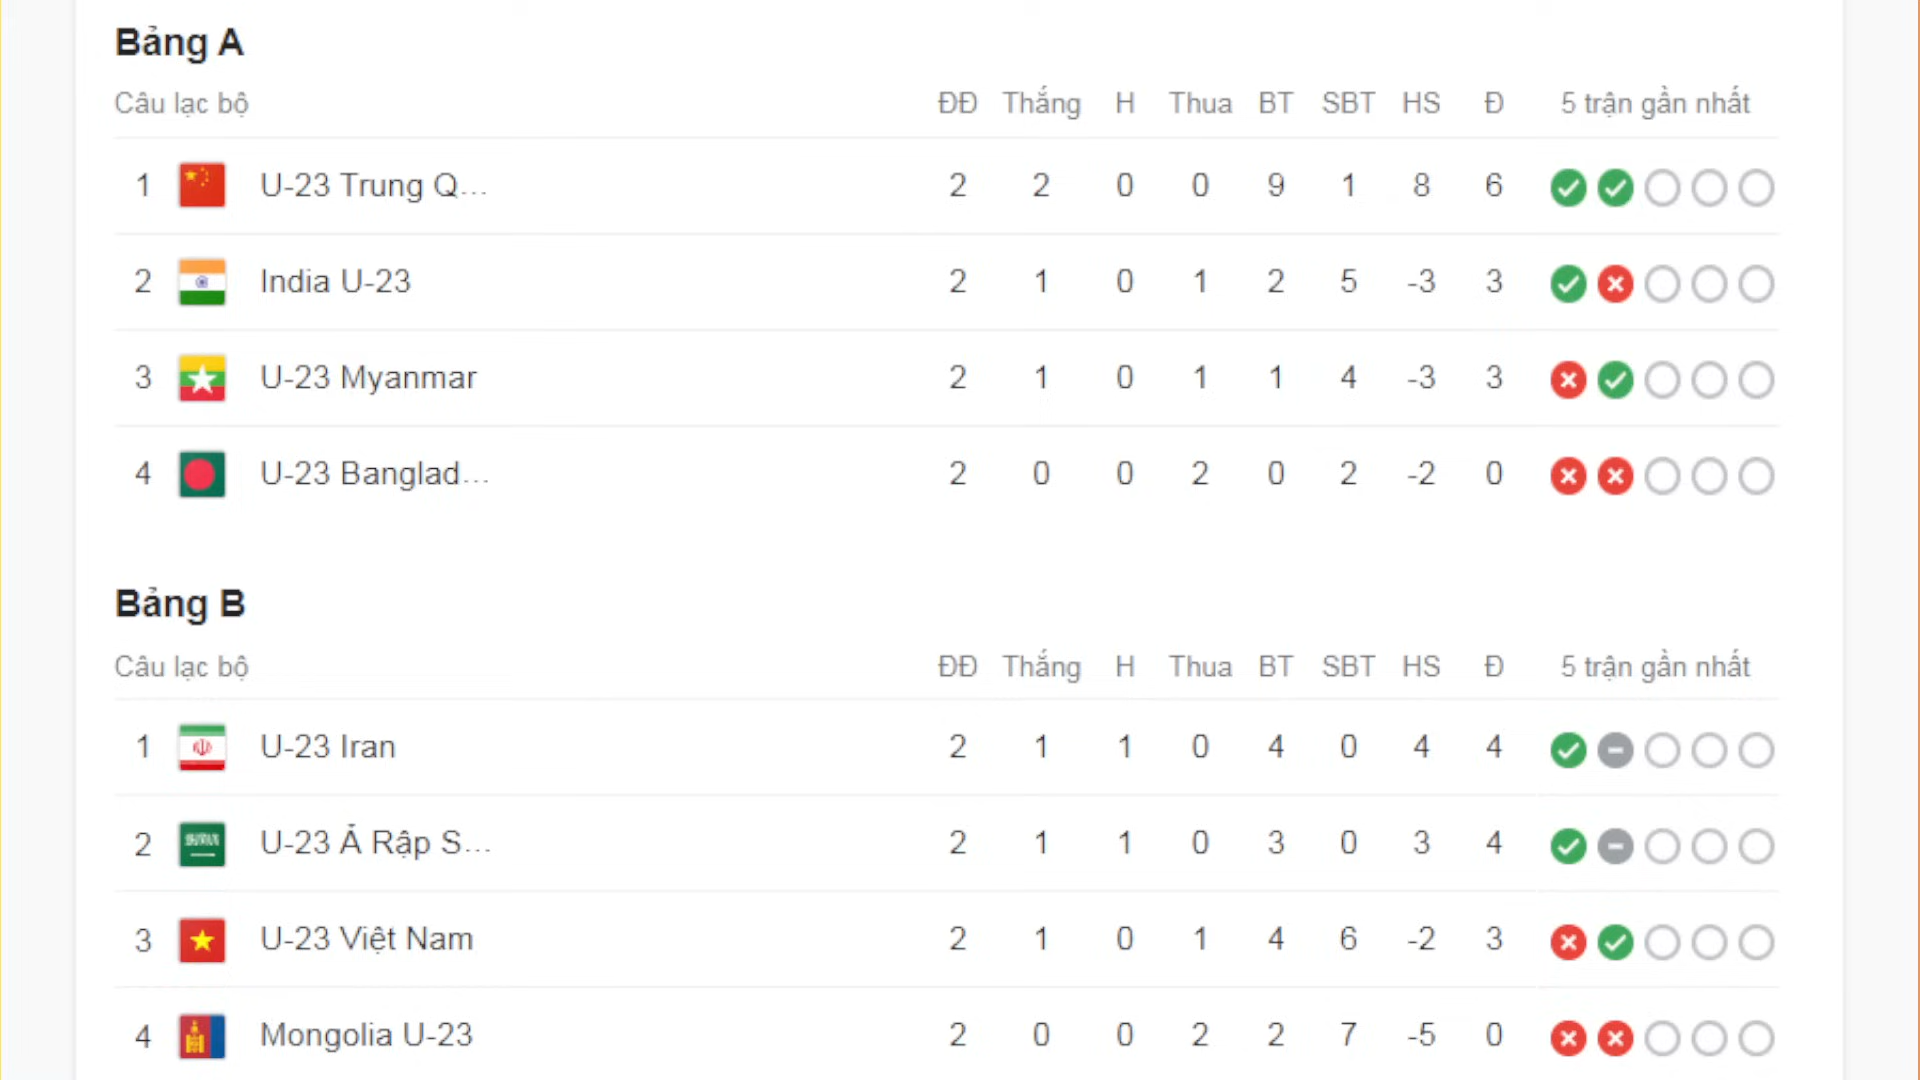 Bảng A
Câu lạc bộ ĐĐ Thắng H Thua BT SBT HS Đ 5 trận gần nhất
1 U-23 Trung Q... 2 2 0 0 9 1 8 6
2 India U-23 2 1 0 1 2 5 -3 3
3 U-23 Myanmar 2 1 0 1 1 4 -3 3
4 U-23 Banglad... 2 0 0 2 0 2 -2 0
Bảng B
Câu lạc bộ ĐĐ Thắng H Thua BT SBT HS Đ 5 trận gần nhất
1 U-23 Iran 2 1 1 0 4 0 4 4
2 U-23 Ả Rập S... 2 1 1 0 3 0 3 4
3 U-23 Việt Nam 2 1 0 1 4 6 -2 3
4 Mongolia U-23 2 0 0 2 2 7 -5 0